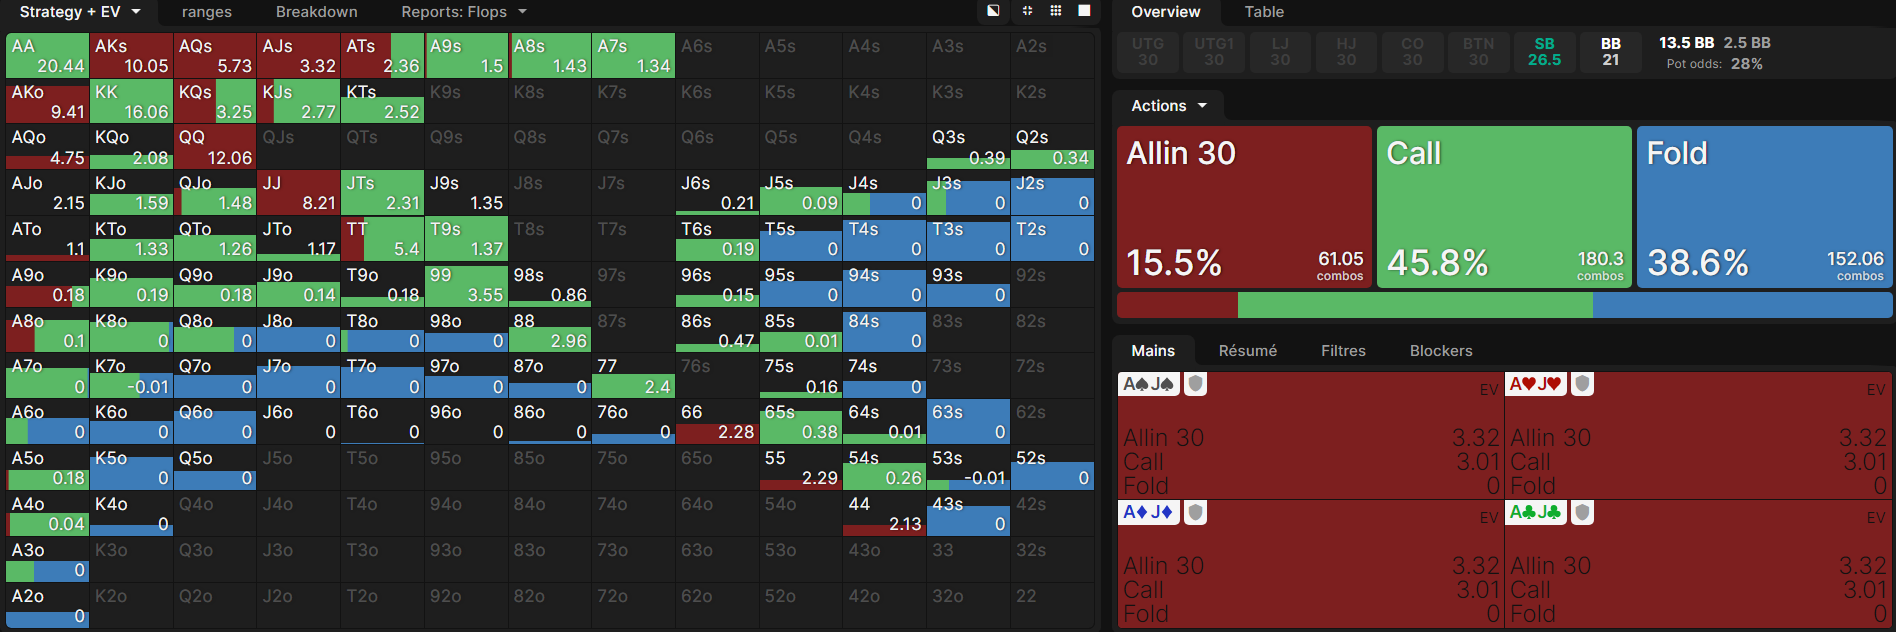 Strategy + EV ranges Breakdown Reports: Flops
AA AKs AQs AJs ATs A9s A8s A7s A6s A5s A4s A3s A2s
20.44 10.05 5.73 3.32 2.36 1.5 1.43 1.34
AKo KK KQs KJs KTs K9s K8s K7s K6s K5s K4s K3s K2s
9.41 16.06 3.25 2.77 2.52
AQo KQo QQ QJs QTs Q9s Q8s Q7s Q6s Q5s Q4s Q3s Q2s
4.75 2.08 12.06 0.39 0.34
AJo KJo QJo JJ JTs J9s J8s J7s J6s J5s J4s J3s J2s
2.15 1.59 1.48 8.21 2.31 1.35 0.21 0.09 0 0 0
ATo KTo QTo JTo TT T9s T8s T7s T6s T5s T4s T3s T2s
1.1 1.33 1.26 1.17 5.4 1.37 0.19 0 0 0 0
A9o K9o Q9o J9o T9o 99 98s 97s 96s 95s 94s 93s 92s
0.18 0.19 0.18 0.14 0.18 3.55 0.86 0.15 0 0 0
A8o K8o Q8o J8o T8o 98o 88 87s 86s 85s 84s 83s 82s
0.1 0 0 0 0 0 2.96 0.47 0.01 0
A7o K7o Q7o J7o T7o 97o 87o 77 76s 75s 74s 73s 72s
0 -0.01 0 0 0 0 0 2.4 0.16 0
A6o K6o Q6o J6o T6o 96o 86o 76o 66 65s 64s 63s 62s
0 0 0 0 0 0 0 0 2.28 0.38 0.01 0
A5o K5o Q5o J5o T5o 95o 85o 75o 65o 55 54s 53s 52s
0.18 0 0 2.29 0.26 -0.01 0
A4o K4o Q4o J4o T4o 94o 84o 74o 64o 54o 44 43s 42s
0.04 0 2.13 0
A3o K3o Q3o J3o T3o 93o 83o 73o 63o 53o 43o 33 32s
0
A2o K2o Q2o J2o T2o 92o 82o 72o 62o 52o 42o 32o 22
0
Overview Table
UTG UTG1 LJ HJ CO BTN SB BB 13.5 BB 2.5 BB
30 30 30 30 30 30 26.5 21 Pot odds: 28%
Actions
Allin 30 Call Fold
15.5% 61.05 combos 45.8% 180.3 combos 38.6% 152.06 combos
Mains Résumé Filtres Blockers
A♠J♠ EV A♥J♥ EV
Allin 30 3.32 Allin 30 3.32
Call 3.01 Call 3.01
Fold 0 Fold 0
A♦J♦ EV A♣J♣ EV
Allin 30 3.32 Allin 30 3.32
Call 3.01 Call 3.01
Fold 0 Fold 0